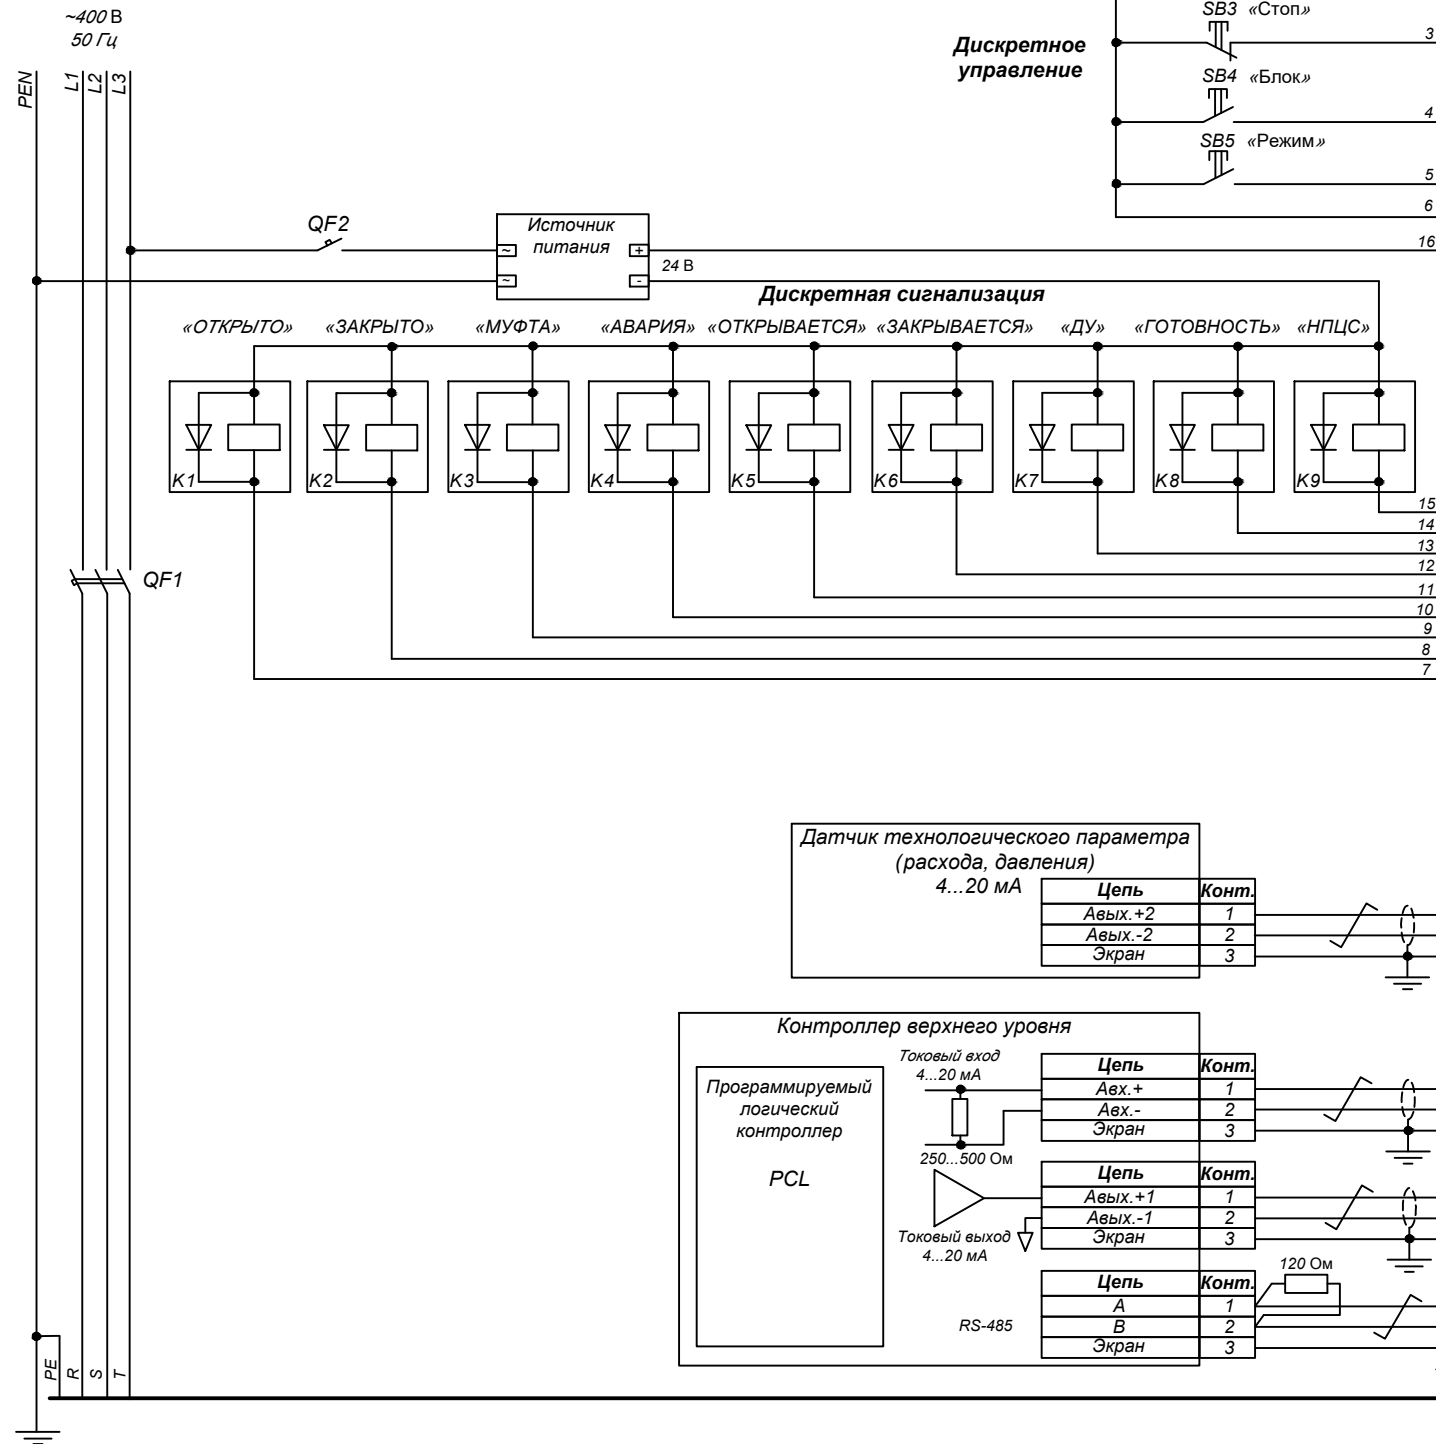 ~400 В
50 Гц
PEN
L1
L2
L3
Дискретное
управление
SB3 «Стоп»
3
SB4 «Блок»
4
SB5 «Режим»
5
6
QF2
Источник
питания
~
~
+
-
24 В
16
Дискретная сигнализация
«ОТКРЫТО» «ЗАКРЫТО» «МУФТА» «АВАРИЯ» «ОТКРЫВАЕТСЯ» «ЗАКРЫВАЕТСЯ» «ДУ» «ГОТОВНОСТЬ» «НПЦС»
K1 K2 K3 K4 K5 K6 K7 K8 K9
15
14
13
12
11
10
9
8
7
QF1
Датчик технологического параметра
(расхода, давления)
4...20 мА
Цепь Конт.
Авых.+2 1
Авых.-2 2
Экран 3
Контроллер верхнего уровня
Программируемый
логический
контроллер
PCL
Токовый вход
4...20 мА
250...500 Ом
Цепь Конт.
Авх.+ 1
Авх.- 2
Экран 3
Токовый выход
4...20 мА
Цепь Конт.
Авых.+1 1
Авых.-1 2
Экран 3
120 Ом
RS-485
Цепь Конт.
A 1
B 2
Экран 3
PE
R
S
T